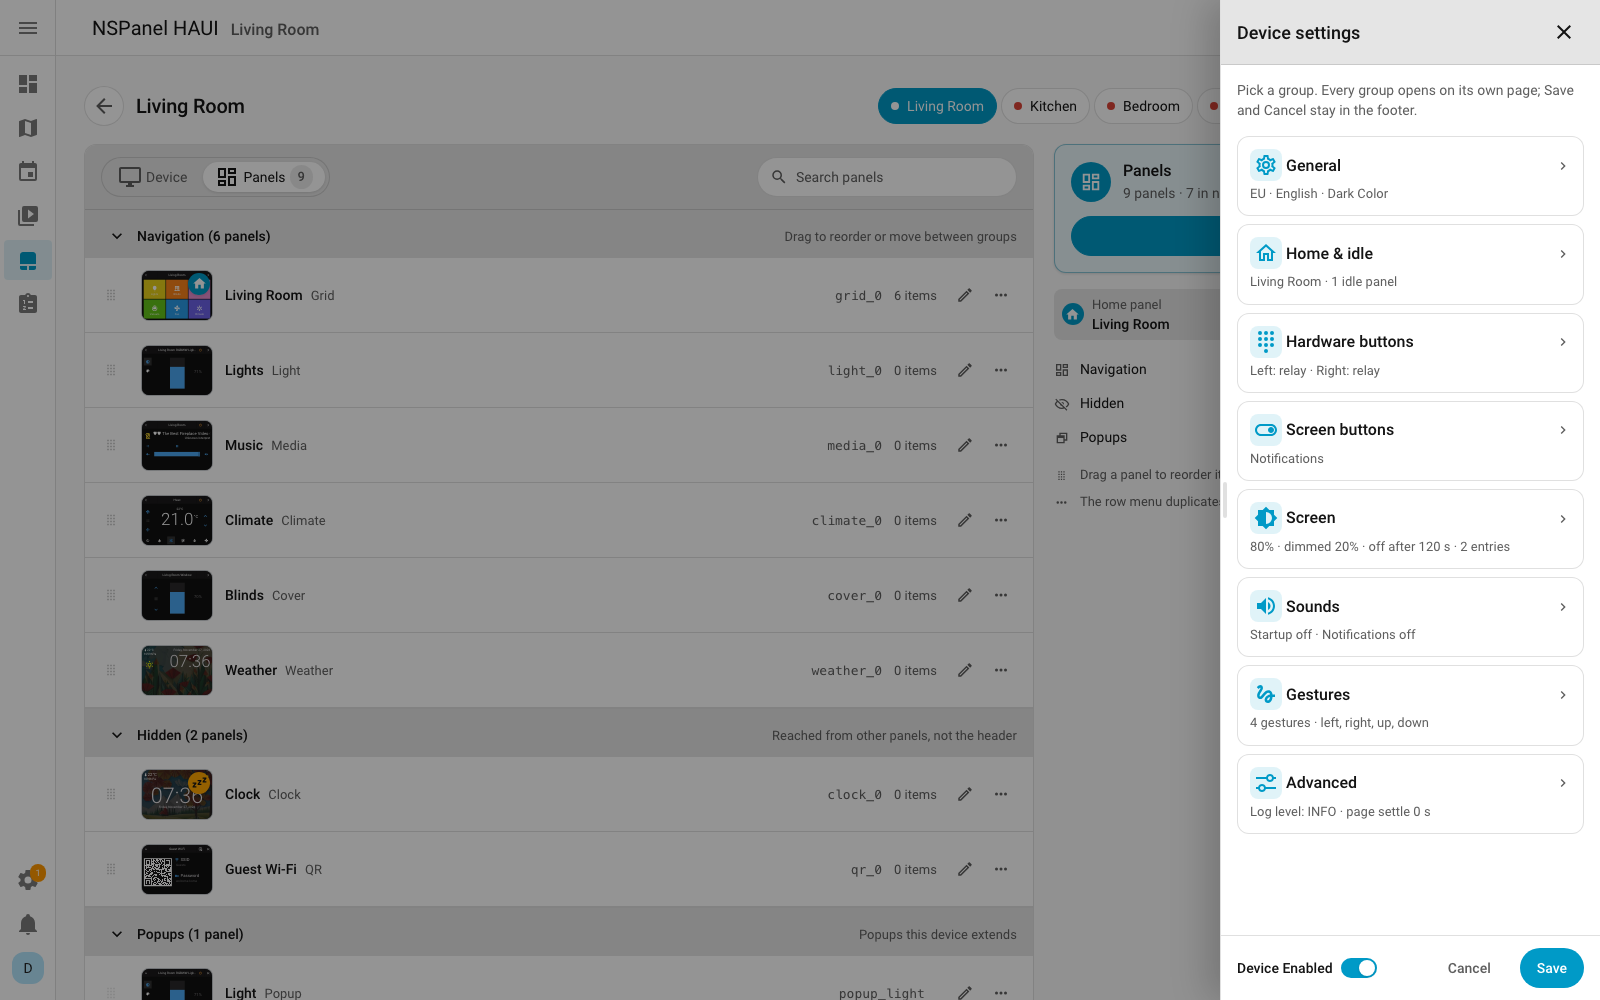 NSPanel HAUI Living Room
Living Room
Living Room
Kitchen
Bedroom
Device
Panels 9
Search panels
Navigation (6 panels)
Drag to reorder or move between groups
Living Room Grid
grid_0 6 items
Lights Light
light_0 0 items
Music Media
media_0 0 items
21.0
Climate Climate
climate_0 0 items
Blinds Cover
cover_0 0 items
07:36
Weather Weather
weather_0 0 items
Hidden (2 panels)
Reached from other panels, not the header
07:36
Clock Clock
clock_0 0 items
Guest Wi-Fi QR
qr_0 0 items
Popups (1 panel)
Popups this device extends
Light Popup
popup_light 0 items
Panels
9 panels · 7 in n
Home panel
Living Room
Navigation
Hidden
Popups
Drag a panel to reorder it
The row menu duplicates
1
D
Device settings
Pick a group. Every group opens on its own page; Save
and Cancel stay in the footer.
General
EU · English · Dark Color
Home & idle
Living Room · 1 idle panel
Hardware buttons
Left: relay · Right: relay
Screen buttons
Notifications
Screen
80% · dimmed 20% · off after 120 s · 2 entries
Sounds
Startup off · Notifications off
Gestures
4 gestures · left, right, up, down
Advanced
Log level: INFO · page settle 0 s
Device Enabled
Cancel
Save